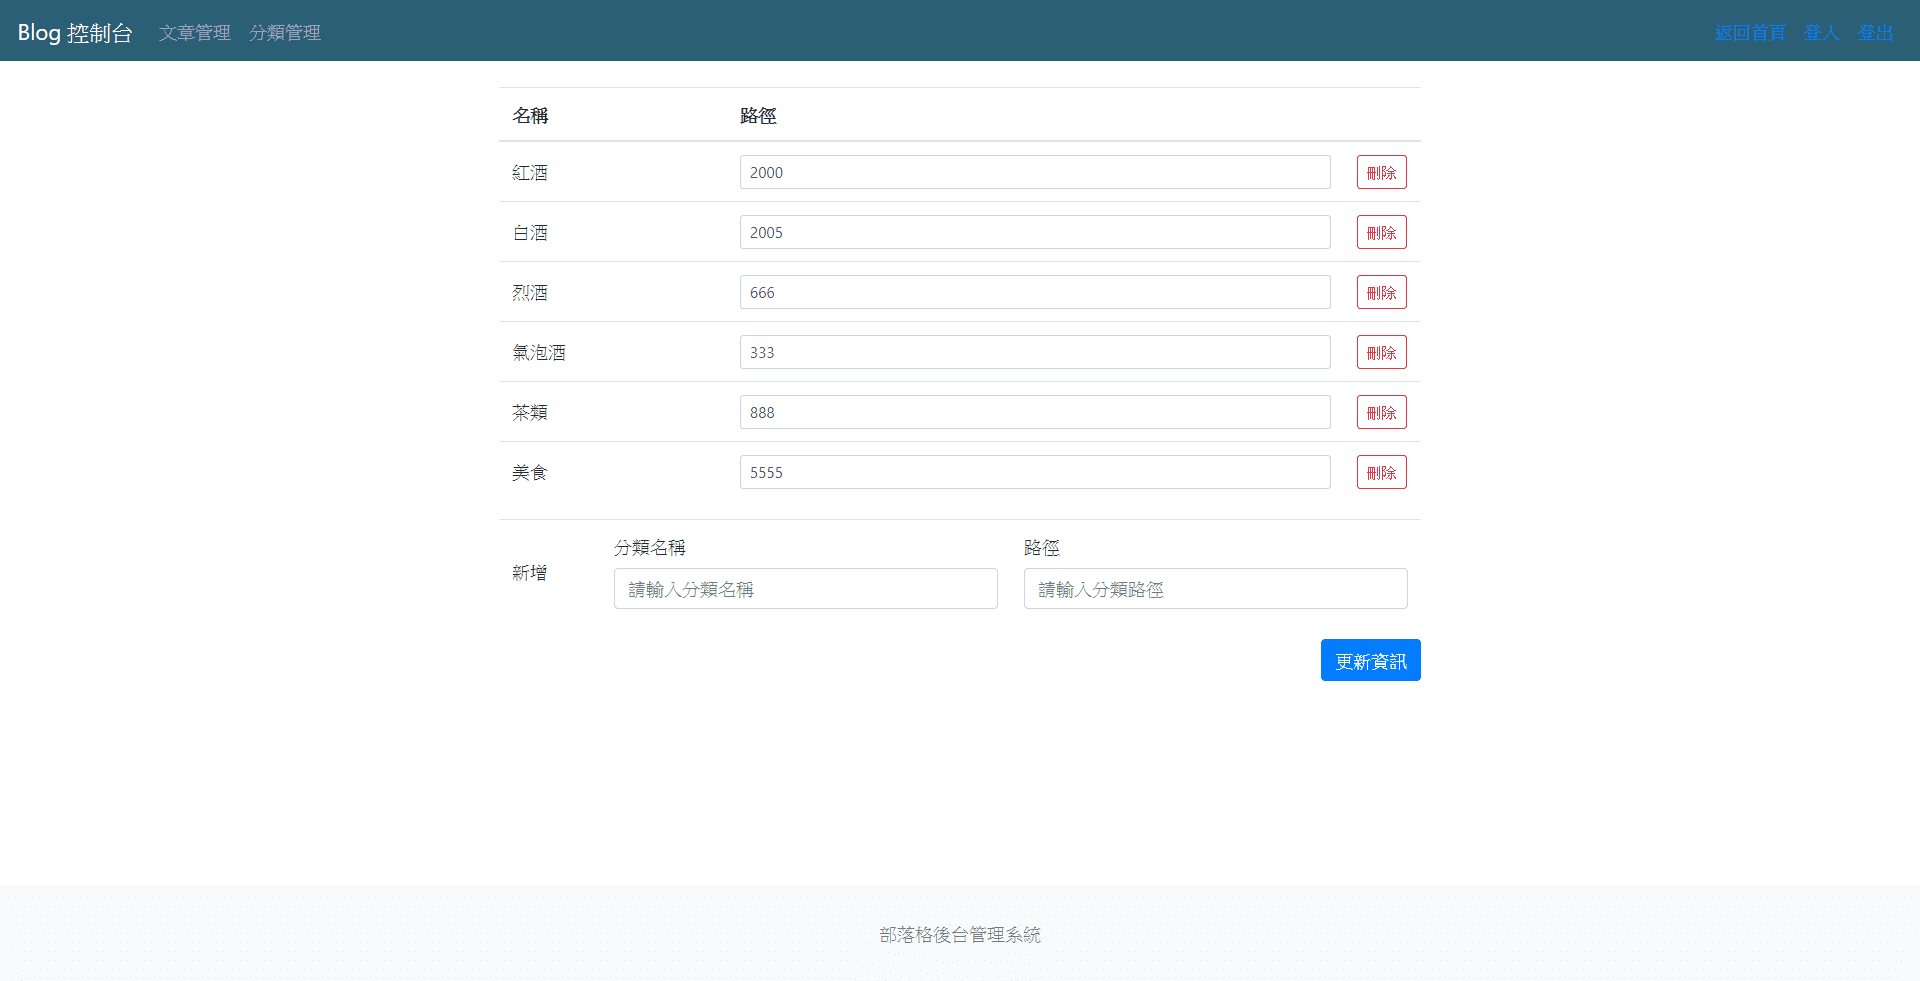 Blog 控制台 文章管理 分類管理 返回首頁 登入 登出
名稱 路徑
紅酒 2000 刪除
白酒 2005 刪除
烈酒 666 刪除
氣泡酒 333 刪除
茶類 888 刪除
美食 5555 刪除
分類名稱 路徑
新增
請輸入分類名稱 請輸入分類路徑
更新資訊
部落格後台管理系統